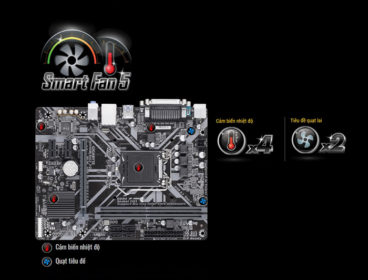 Smart Fan 5
Cảm biến nhiệt độ
Tiêu đề quạt lai
x4
x2
Cảm biến nhiệt độ
Quạt tiêu đề